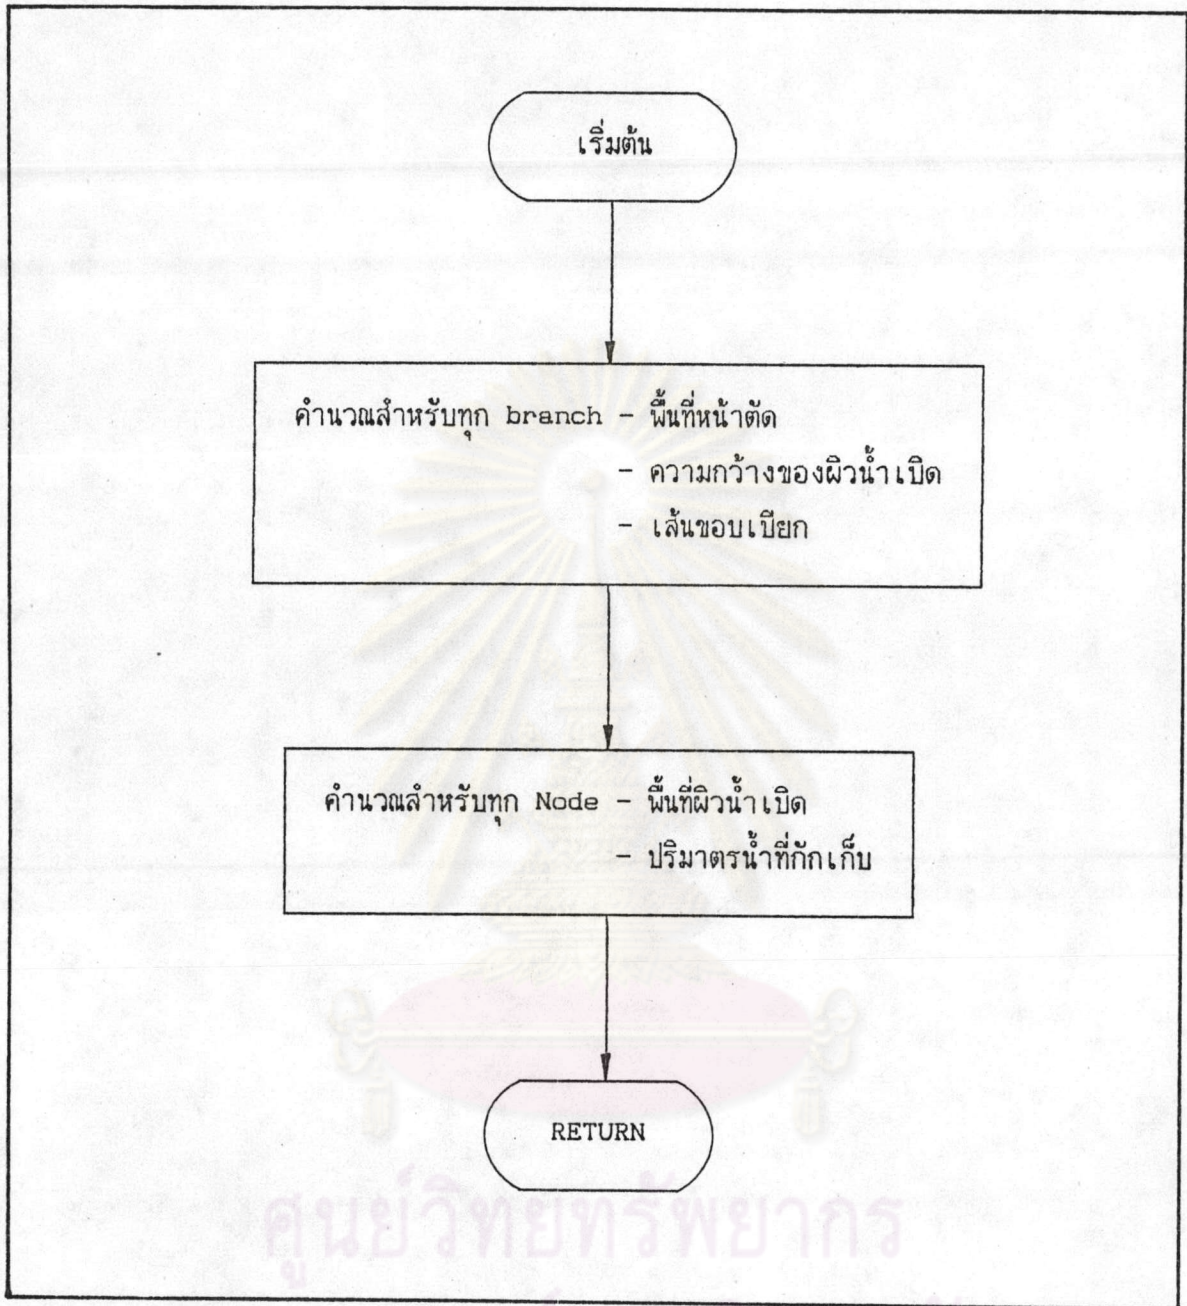 เริ่มต้น
คำนวณสำหรับทุก branch - พื้นที่หน้าตัด
- ความกว้างของผิวน้ำเปิด
- เส้นขอบเปียก
คำนวณสำหรับทุก Node - พื้นที่ผิวน้ำเปิด
- ปริมาตรน้ำที่กักเก็บ
RETURN
ศูนย์วิทยทรัพยากร